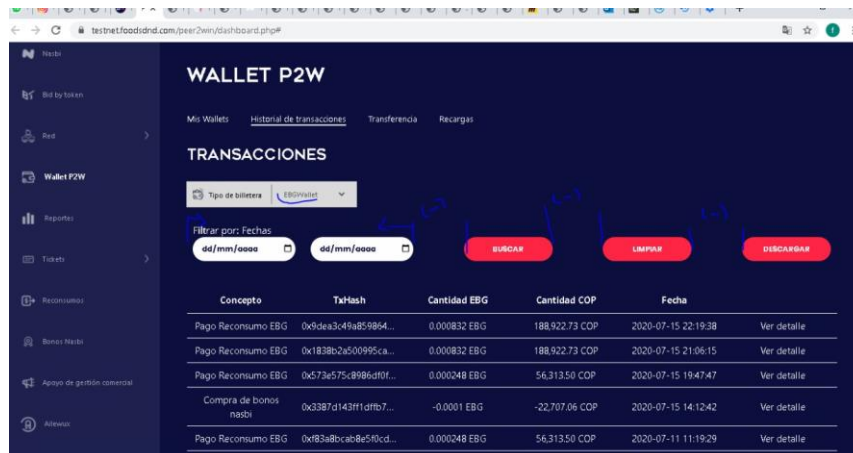 testnet.foodsdnd.com/peer2win/dashboard.php#
Nasbi
Bid by token
Red
Wallet P2W
Reportes
Tickets
Reconsumos
Bonos Nasbi
Apoyo de gestión comercial
WALLET P2W
Mis Wallets Historial de transacciones Transferencia Recargas
TRANSACCIONES
Tipo de billetera EBGWallet
Filtrar por: Fechas
dd/mm/aaaa dd/mm/aaaa BUSCAR LIMPIAR DESCARGAR
(-) (-) (-)
Concepto TxHash Cantidad EBG Cantidad COP Fecha
Pago Reconsumo EBG 0x9dea3c49a859864... 0.000832 EBG 188,922.73 COP 2020-07-15 22:19:38 Ver detalle
Pago Reconsumo EBG 0x1838b2a500995ca... 0.000832 EBG 188,922.73 COP 2020-07-15 21:06:15 Ver detalle
Pago Reconsumo EBG 0x573e575c8986df0f... 0.000248 EBG 56,313.50 COP 2020-07-15 19:47:47 Ver detalle
Compra de bonos
nasbi 0x3387d143ff1dffb7... -0.0001 EBG -22,707.06 COP 2020-07-15 14:12:42 Ver detalle
Pago Reconsumo EBG 0xf83a8bcab8e5f0cd... 0.000248 EBG 56,313.50 COP 2020-07-11 11:19:29 Ver detalle